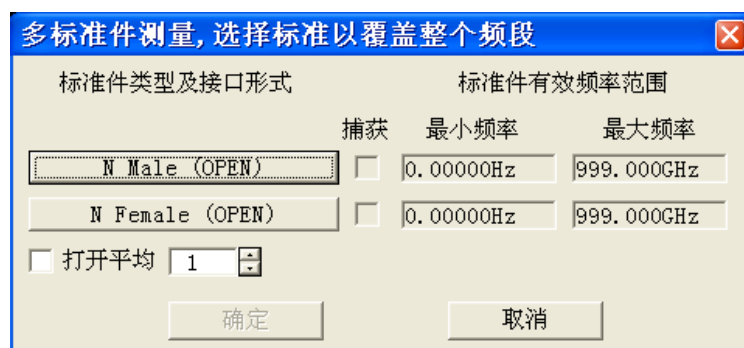 多标准件测量,选择标准以覆盖整个频段
标准件类型及接口形式 标准件有效频率范围
捕获 最小频率 最大频率
N Male (OPEN) 0.00000Hz 999.000GHz
N Female (OPEN) 0.00000Hz 999.000GHz
打开平均 1
确定 取消